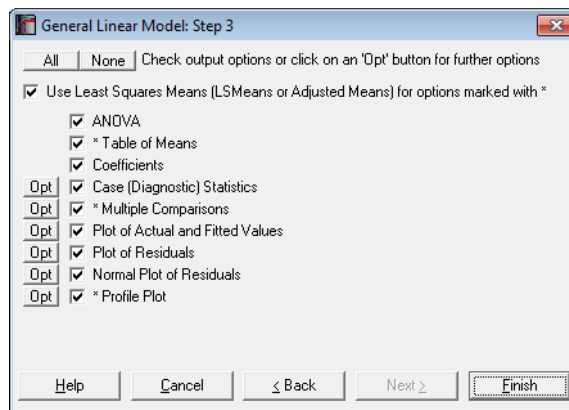 General Linear Model: Step 3
All None Check output options or click on an 'Opt' button for further options
Use Least Squares Means (LSMeans or Adjusted Means) for options marked with *
ANOVA
* Table of Means
Coefficients
Opt Case (Diagnostic) Statistics
Opt * Multiple Comparisons
Opt Plot of Actual and Fitted Values
Opt Plot of Residuals
Opt Normal Plot of Residuals
Opt * Profile Plot
Help Cancel < Back Next > Finish